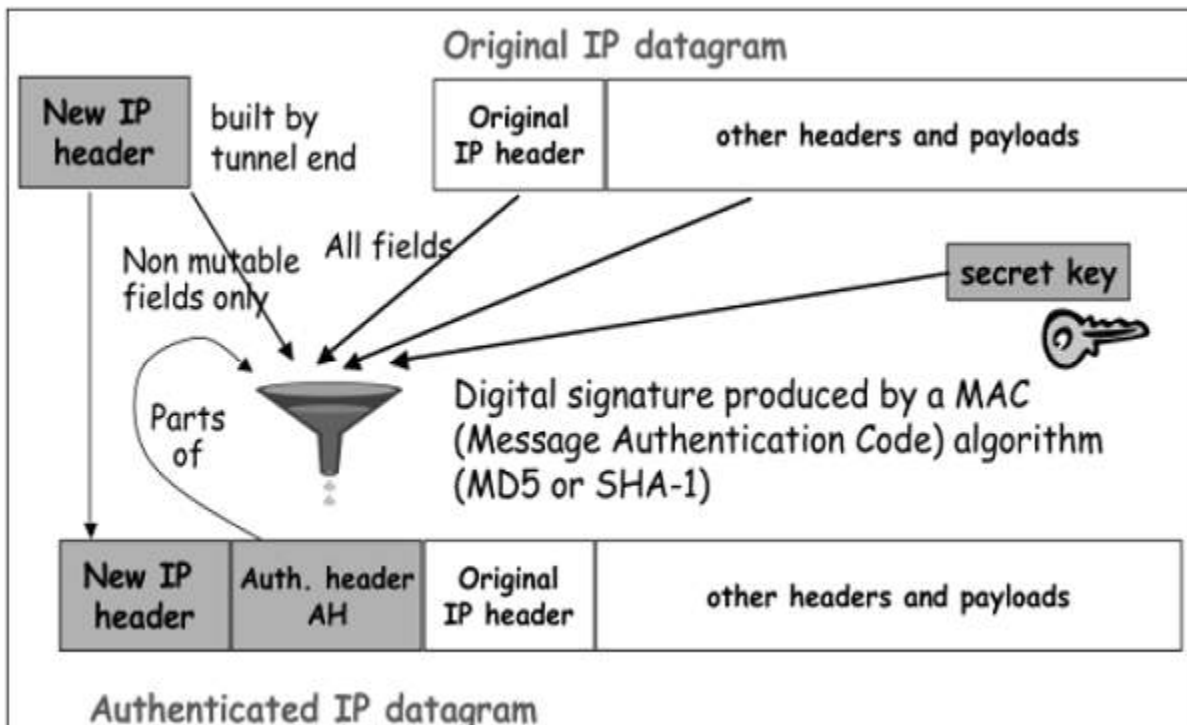 Original IP datagram
New IP
header
built by
tunnel end
Original
IP header
other headers and payloads
Non mutable
fields only
All fields
secret key
Parts
of
Digital signature produced by a MAC
(Message Authentication Code) algorithm
(MD5 or SHA-1)
New IP
header
Auth. header
AH
Original
IP header
other headers and payloads
Authenticated IP datagram